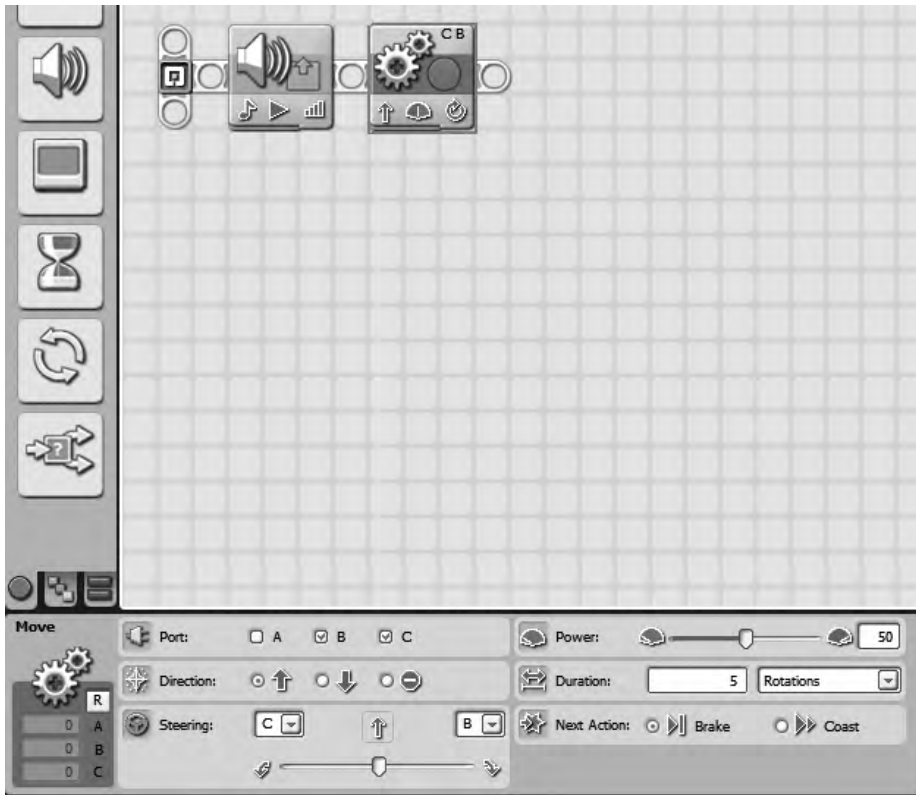 C B
?
Move
R
0 A
0 B
0 C
Port: A B C
Direction:
Steering: C B
Power: 50
Duration: 5 Rotations
Next Action: Brake Coast